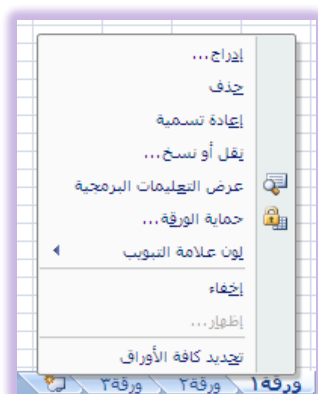 إدراج...
حذف
إعادة تسمية
نقل أو نسخ...
عرض التعليمات البرمجية
حماية الورقة...
لون علامة التبويب
إخفاء
إظهار...
تحديد كافة الأوراق
ورقة١ ورقة٢ ورقة٣